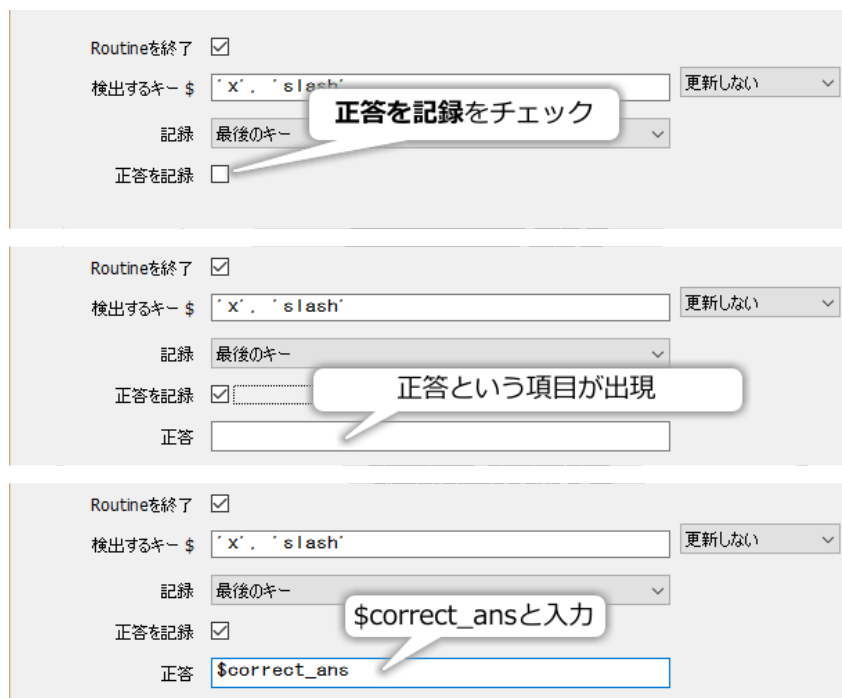 Routineを終了
検出するキー $ 'x', 'slash' 更新しない
正答を記録をチェック
記録 最後のキー
正答を記録
Routineを終了
検出するキー $ 'x', 'slash' 更新しない
記録 最後のキー
正答を記録
正答という項目が出現
正答
Routineを終了
検出するキー $ 'x', 'slash' 更新しない
記録 最後のキー
$correct_ansと入力
正答を記録
正答 $correct_ans